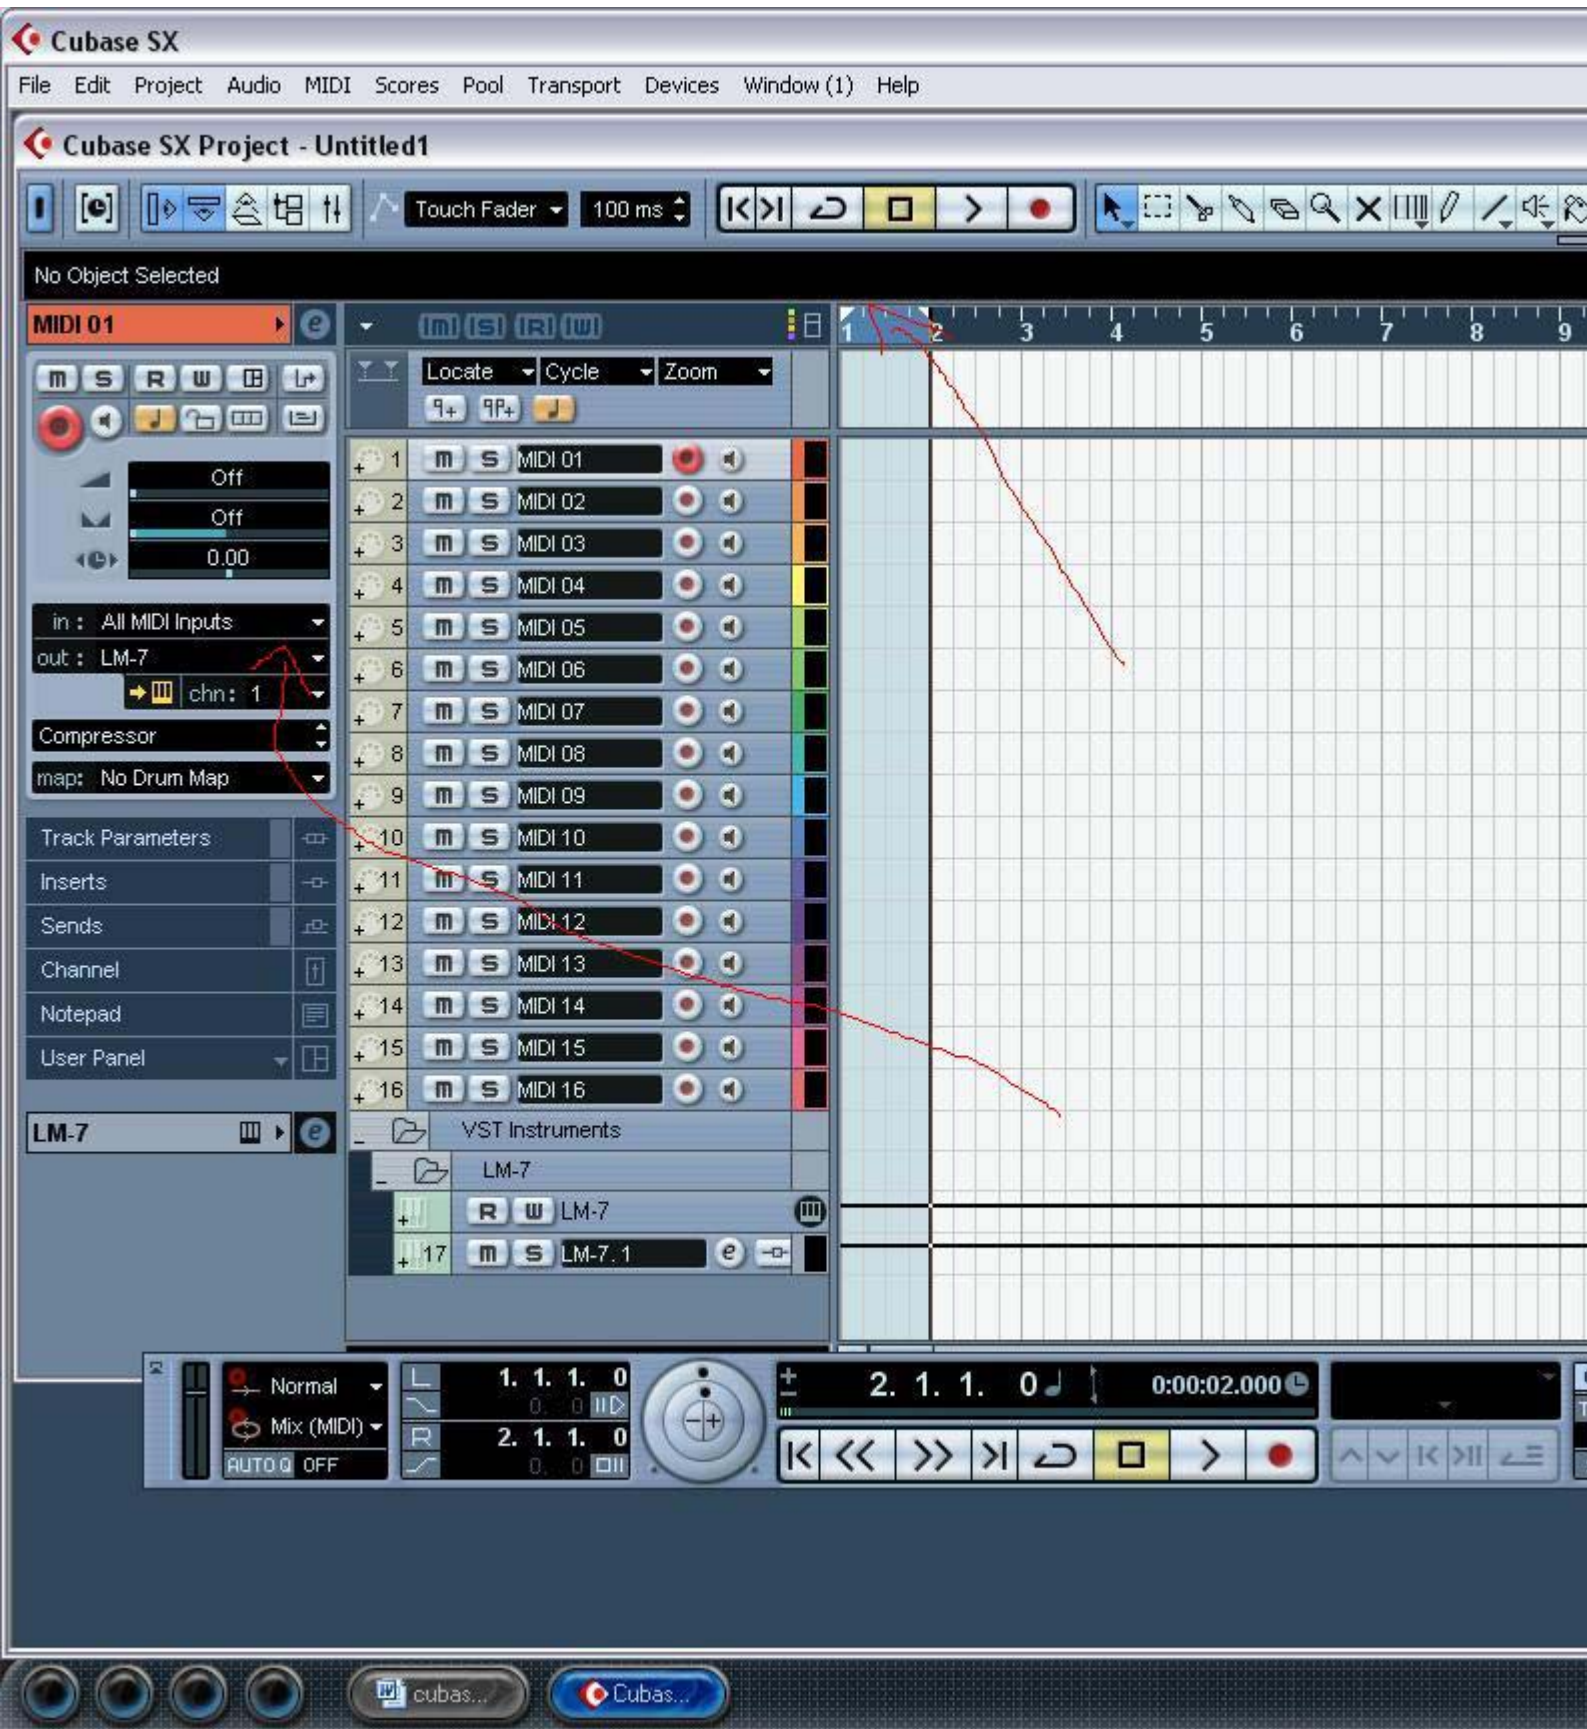 Cubase SX
File Edit Project Audio MIDI Scores Pool Transport Devices Window (1) Help
Cubase SX Project - Untitled1
Touch Fader 100 ms
No Object Selected
MIDI 01 e
m S R W
Off
Off
0.00
in : All MIDI Inputs
out : LM-7
chn : 1
Compressor
map: No Drum Map
Track Parameters
Inserts
Sends
Channel
Notepad
User Panel
LM-7 e
[m] [S] [R] [W]
1 2 3 4 5 6 7 8 9
Locate Cycle Zoom
1 m S MIDI 01
2 m S MIDI 02
3 m S MIDI 03
4 m S MIDI 04
5 m S MIDI 05
6 m S MIDI 06
7 m S MIDI 07
8 m S MIDI 08
9 m S MIDI 09
10 m S MIDI 10
11 m S MIDI 11
12 m S MIDI 12
13 m S MIDI 13
14 m S MIDI 14
15 m S MIDI 15
16 m S MIDI 16
VST Instruments
LM-7
R W LM-7
17 m S LM-7. 1 e
Normal L 1. 1. 1. 0 2. 1. 1. 0 0:00:02.000
0. 0
Mix (MIDI) R 2. 1. 1. 0
AUTO Q OFF 0. 0
cubas... Cubas...